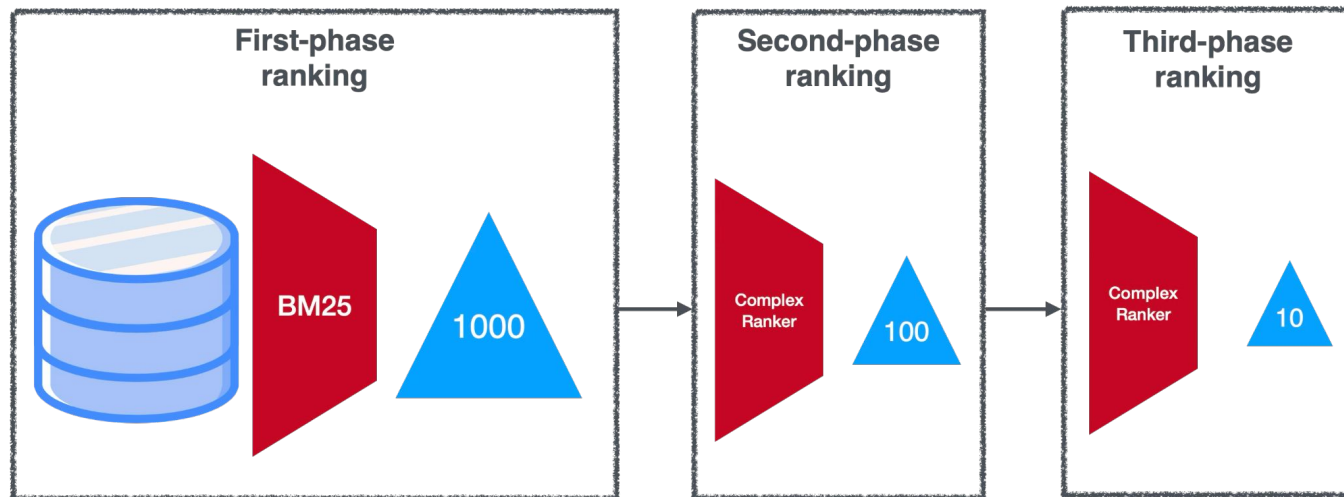 First-phase
ranking
BM25
1000
Second-phase
ranking
Complex
Ranker
100
Third-phase
ranking
Complex
Ranker
10